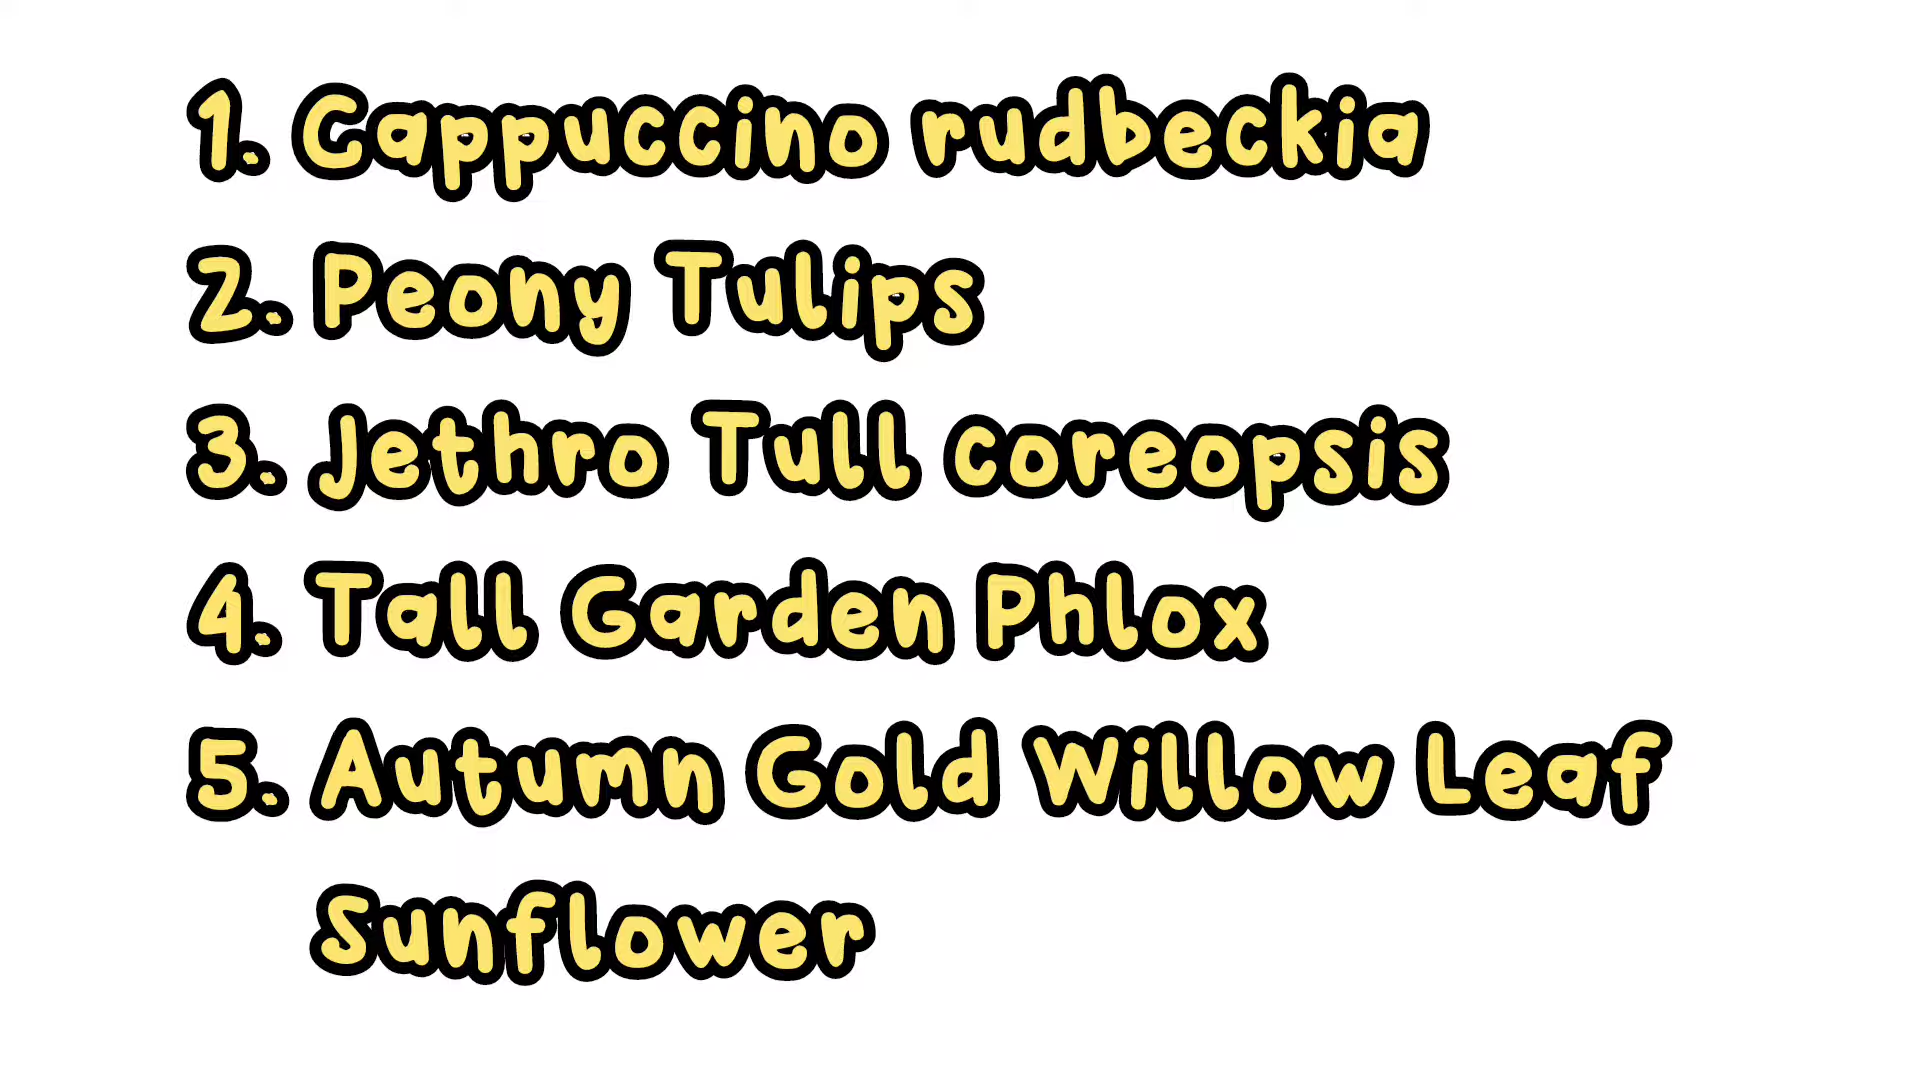 1. Cappuccino rudbeckia
2. Peony Tulips
3. Jethro Tull coreopsis
4. Tall Garden Phlox
5. Autumn Gold Willow Leaf
Sunflower